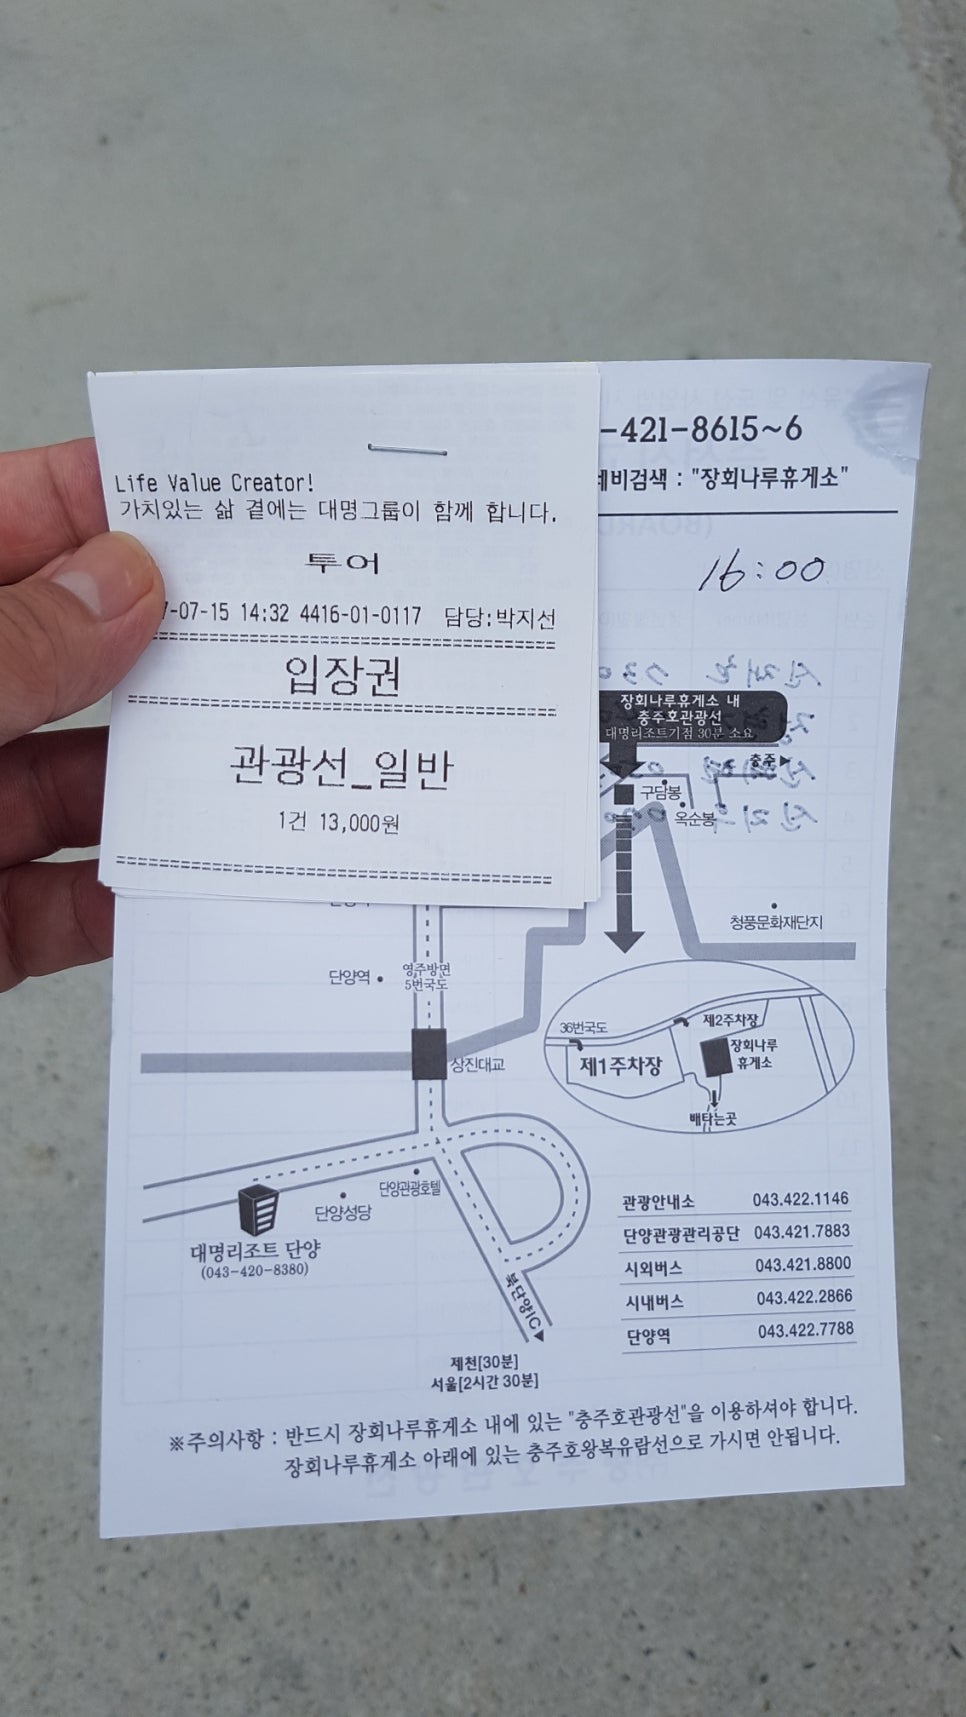 Life Value Creator!
가치있는 삶 곁에는 대명그룹이 함께 합니다.
투어
-07-15 14:32 4416-01-0117 담당:박지선
입장권
관광선_일반
1건 13,000원
-421-8615~6
비검색 : "장회나루휴게소"
16:00
장회나루휴게소 내
충주호관광선
대명리조트기점 30분 소요
충주▶
구담봉
옥순봉
청풍문화재단지
단양역
영주방면
5번국도
상진대교
36번국도
제2주차장
제1주차장
장회나루
휴게소
배타는곳
단양관광호텔
단양성당
대명리조트 단양
(043-420-8380)
북단양IC▶
제천[30분]
서울[2시간 30분]
관광안내소 043.422.1146
단양관광관리공단 043.421.7883
시외버스 043.421.8800
시내버스 043.422.2866
단양역 043.422.7788
※주의사항 : 반드시 장회나루휴게소 내에 있는 "충주호관광선"을 이용하셔야 합니다.
장회나루휴게소 아래에 있는 충주호왕복유람선으로 가시면 안됩니다.